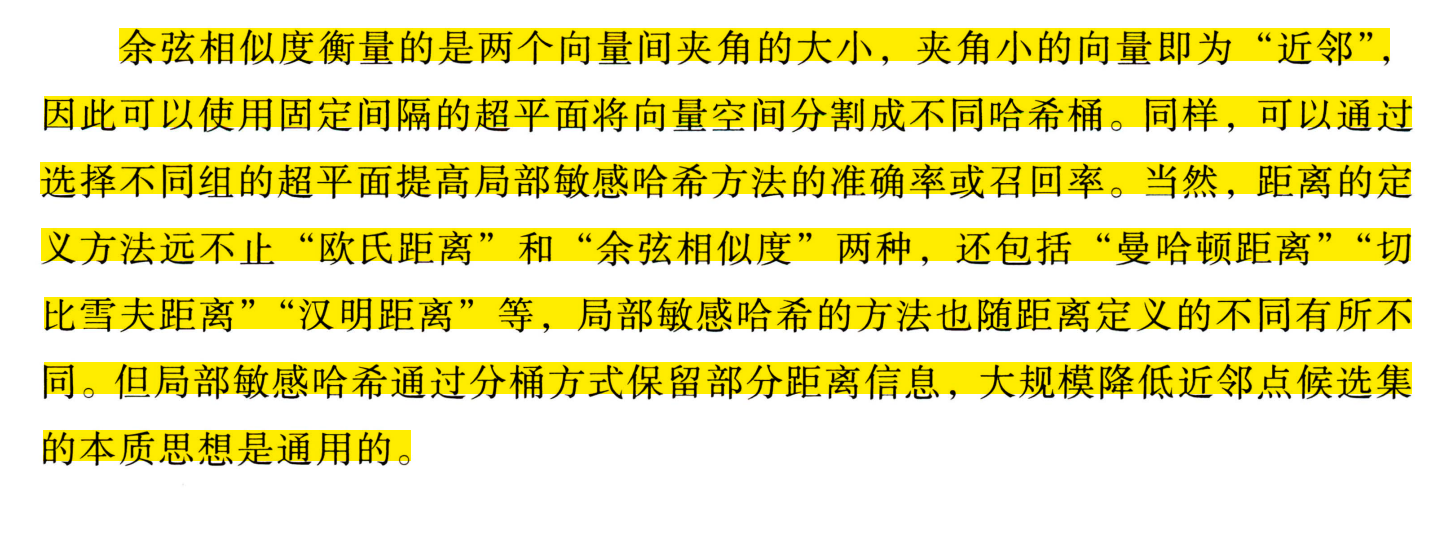 余弦相似度衡量的是两个向量间夹角的大小，夹角小的向量即为“近邻”，
因此可以使用固定间隔的超平面将向量空间分割成不同哈希桶。同样，可以通过
选择不同组的超平面提高局部敏感哈希方法的准确率或召回率。当然，距离的定
义方法远不止“欧氏距离”和“余弦相似度”两种，还包括“曼哈顿距离”“切
比雪夫距离”“汉明距离”等，局部敏感哈希的方法也随距离定义的不同有所不
同。但局部敏感哈希通过分桶方式保留部分距离信息，大规模降低近邻点候选集
的本质思想是通用的。